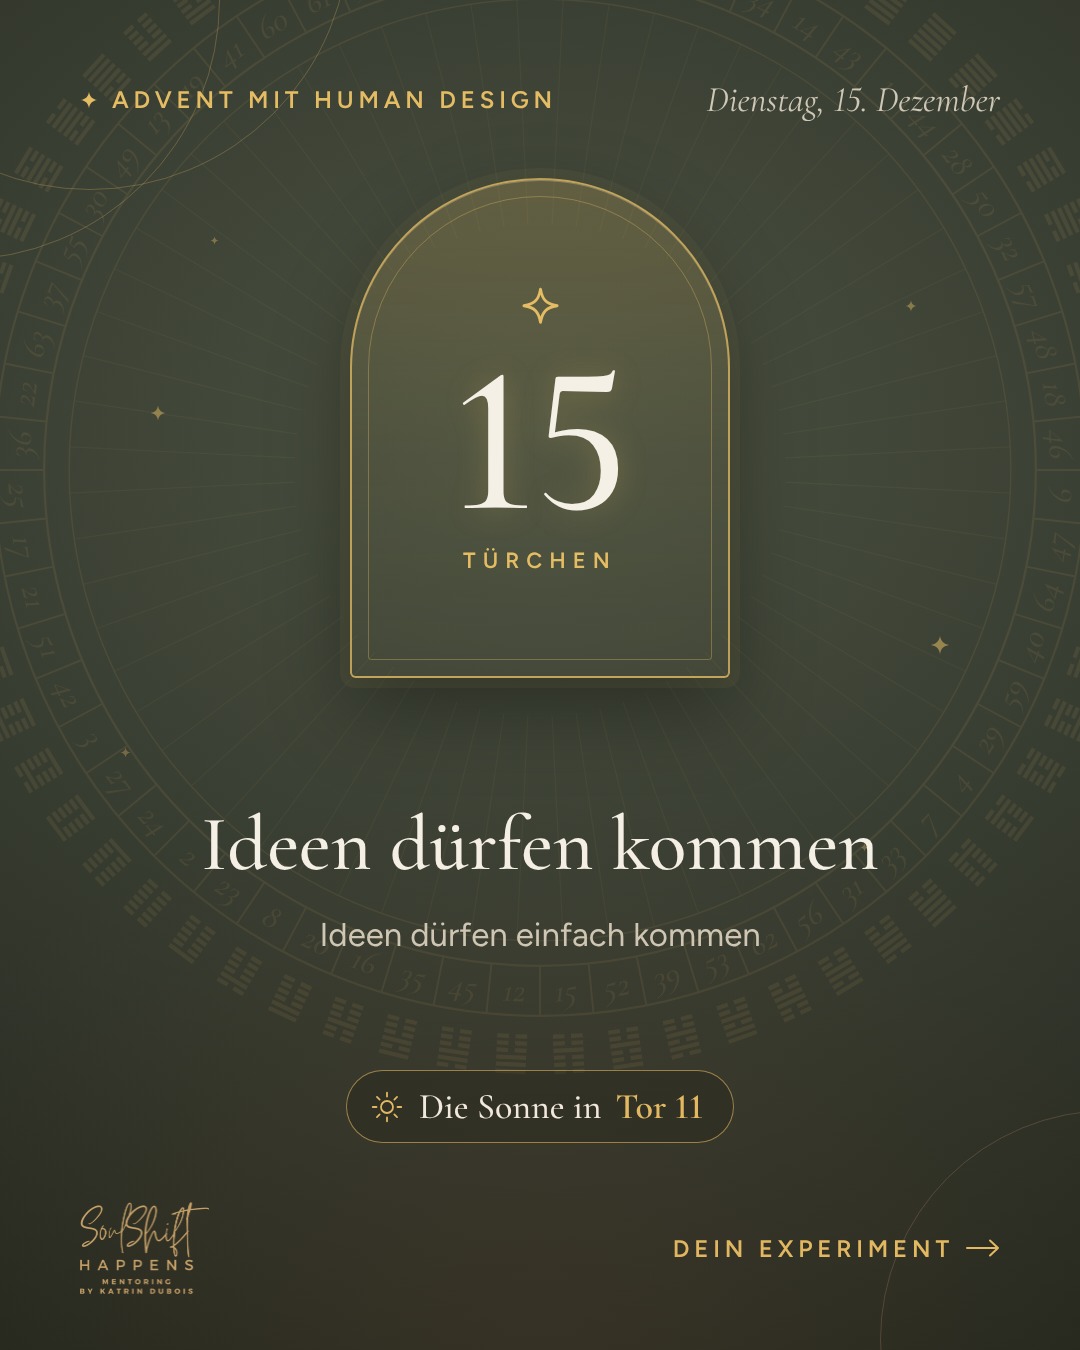 ADVENT MIT HUMAN DESIGN
Dienstag, 15. Dezember
15
TÜRCHEN
Ideen dürfen kommen
Ideen dürfen einfach kommen
Die Sonne in Tor 11
SoulShift
HAPPENS
MENTORING
BY KATRIN DUBOIS
DEIN EXPERIMENT →